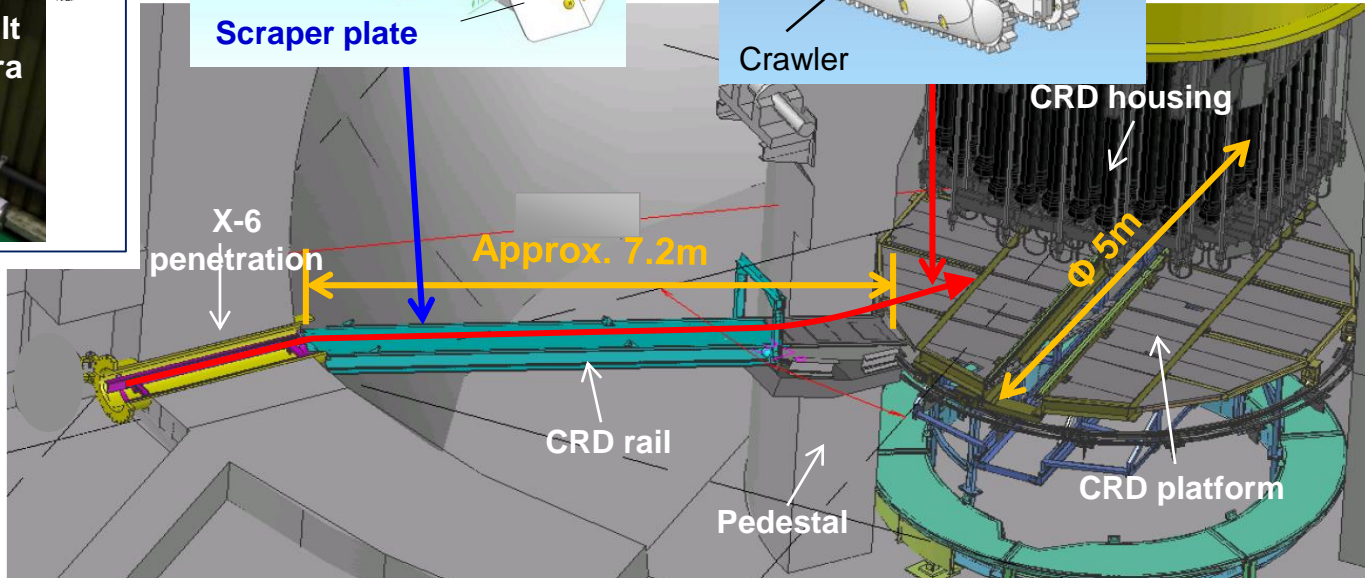 Scraper plate
Crawler
CRD housing
X-6
penetration
Approx. 7.2m
Φ 5m
CRD rail
CRD platform
Pedestal